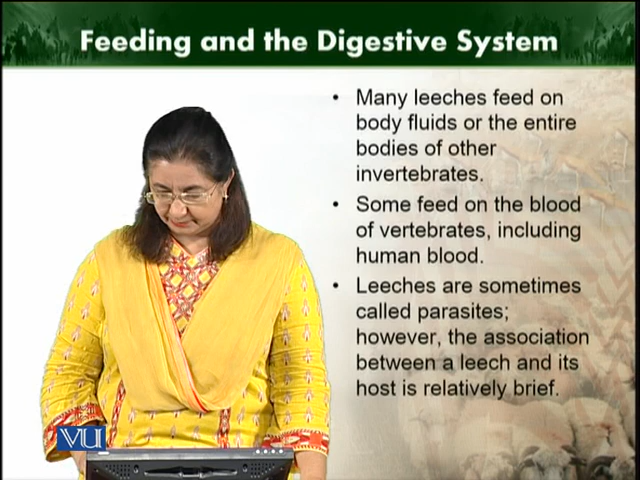 Feeding and the Digestive System
• Many leeches feed on
body fluids or the entire
bodies of other
invertebrates.
• Some feed on the blood
of vertebrates, including
human blood.
• Leeches are sometimes
called parasites;
however, the association
between a leech and its
host is relatively brief.
VU